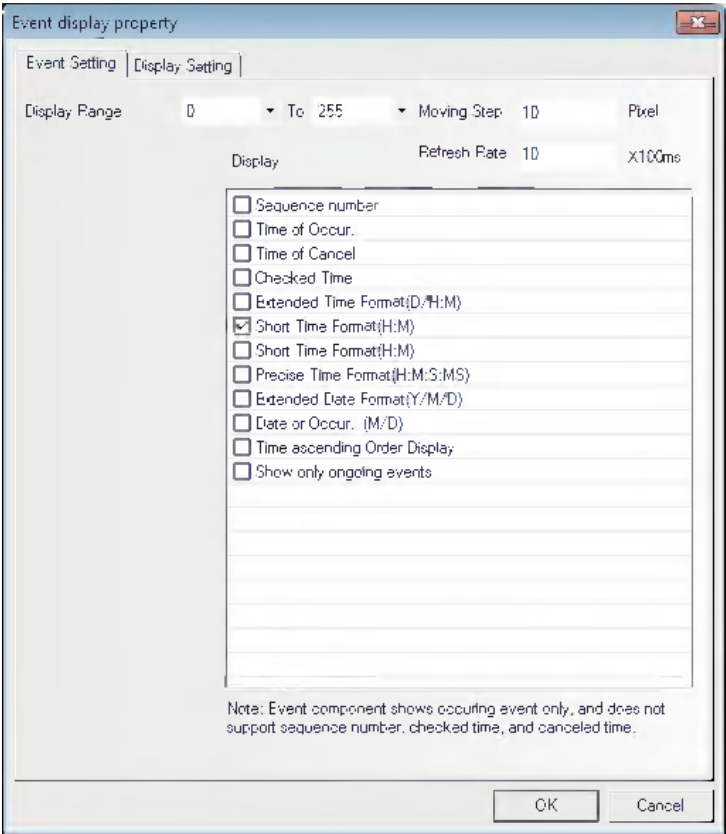 Event display property
Event Setting Display Setting
Display Range 0 To 255 Moving Step 10 Pixel
Display Refresh Rate 10 X100ms
Sequence number
Time of Occur.
Time of Cancel
Checked Time
Extended Time Format(D/H:M)
Short Time Format(H:M)
Short Time Format(H:M)
Precise Time Format(H:M:S:MS)
Extended Date Format(Y/M/D)
Date or Occur. (M/D)
Time ascending Order Display
Show only ongoing events
Note: Event component shows occuring event only, and does not
support sequence number, checked time, and canceled time.
OK Cancel